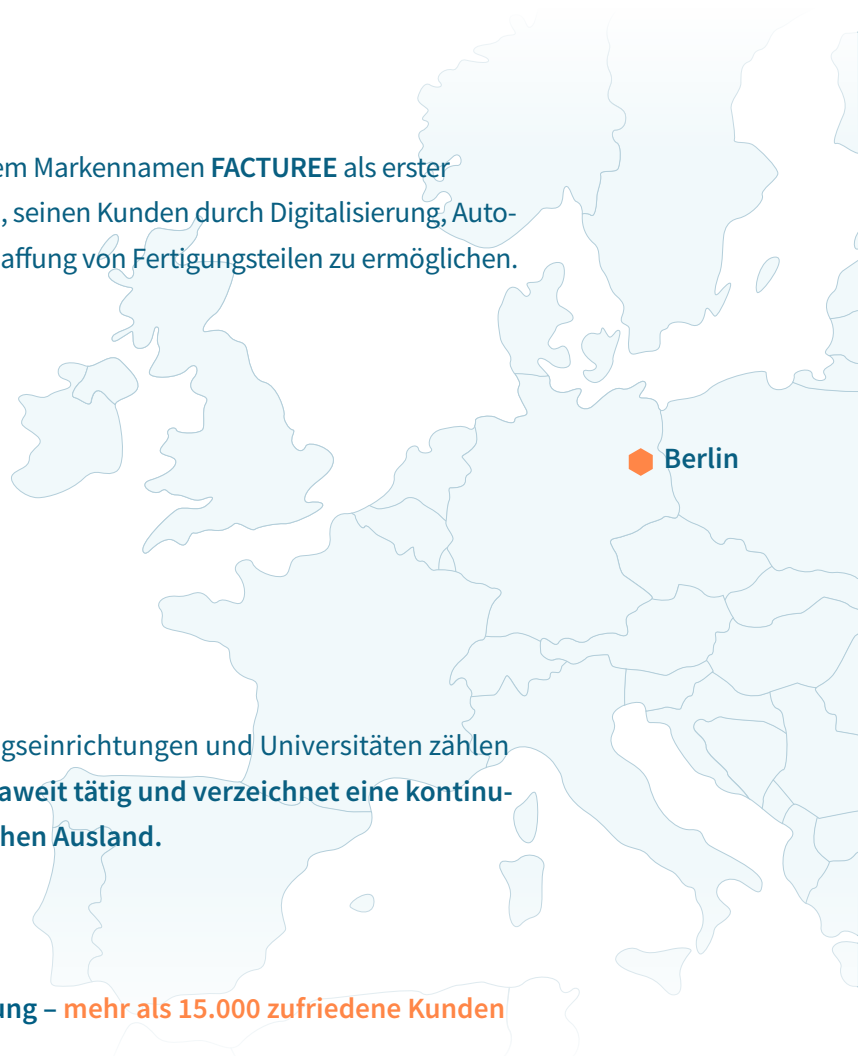 em Markennamen FACTUREE als erster
, seinen Kunden durch Digitalisierung, Auto-
affung von Fertigungsteilen zu ermöglichen.
Berlin
gseinrichtungen und Universitäten zählen
aweit tätig und verzeichnet eine kontinu-
hen Ausland.
ung – mehr als 15.000 zufriedene Kunden